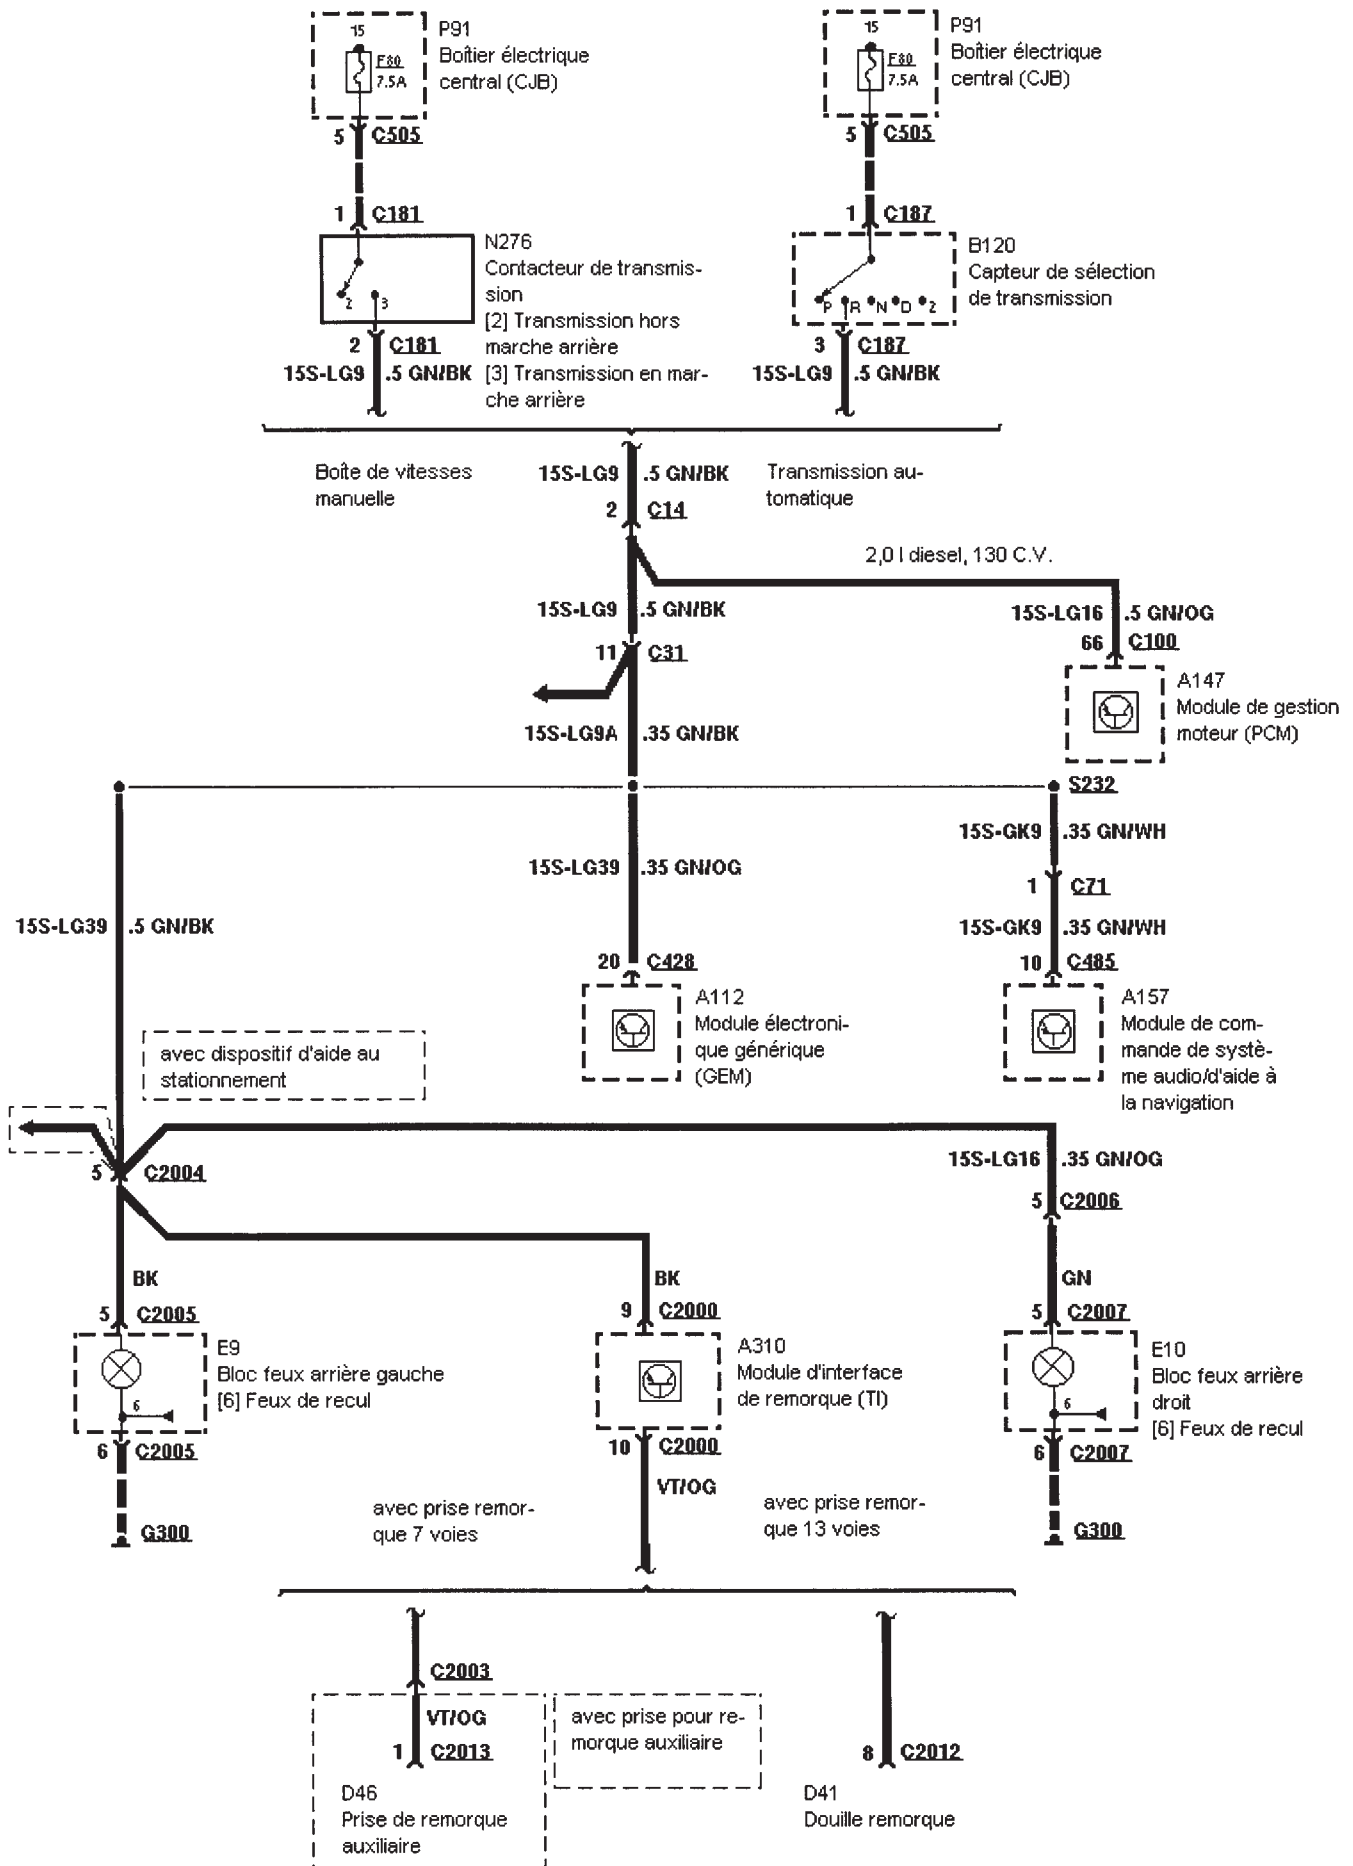 15
P91
Boîtier électrique
central (CJB)
F80
7.5A
5 C505
1 C181
N276
Contacteur de transmis-
sion
[2] Transmission hors
marche arrière
[3] Transmission en mar-
che arrière
2 3
2 C181
15S-LG9 .5 GN/BK
15
P91
Boîtier électrique
central (CJB)
F80
7.5A
5 C505
1 C187
B120
Capteur de sélection
de transmission
P R N D 2
3 C187
15S-LG9 .5 GN/BK
Boîte de vitesses
manuelle
15S-LG9 .5 GN/BK
Transmission au-
tomatique
2 C14
2,0 l diesel, 130 C.V.
15S-LG9 .5 GN/BK
15S-LG16 .5 GN/OG
66 C100
11 C31
A147
Module de gestion
moteur (PCM)
15S-LG9A .35 GN/BK
S232
15S-GK9 .35 GN/WH
15S-LG39 .35 GN/OG
1 C71
15S-LG39 .5 GN/BK
15S-GK9 .35 GN/WH
20 C428
10 C485
A112
Module électroni-
que générique
(GEM)
A157
Module de com-
mande de systè-
me audio/d'aide à
la navigation
avec dispositif d'aide au
stationnement
5 C2004
15S-LG16 .35 GN/OG
5 C2006
BK
BK
GN
5 C2005
9 C2000
5 C2007
E9
Bloc feux arrière gauche
[6] Feux de recul
6
A310
Module d'interface
de remorque (TI)
E10
Bloc feux arrière
droit
[6] Feux de recul
6
6 C2005
10 C2000
6 C2007
VT/OG
avec prise remor-
que 7 voies
avec prise remor-
que 13 voies
G300
G300
C2003
VT/OG
avec prise pour re-
morque auxiliaire
1 C2013
8 C2012
D46
Prise de remorque
auxiliaire
D41
Douille remorque